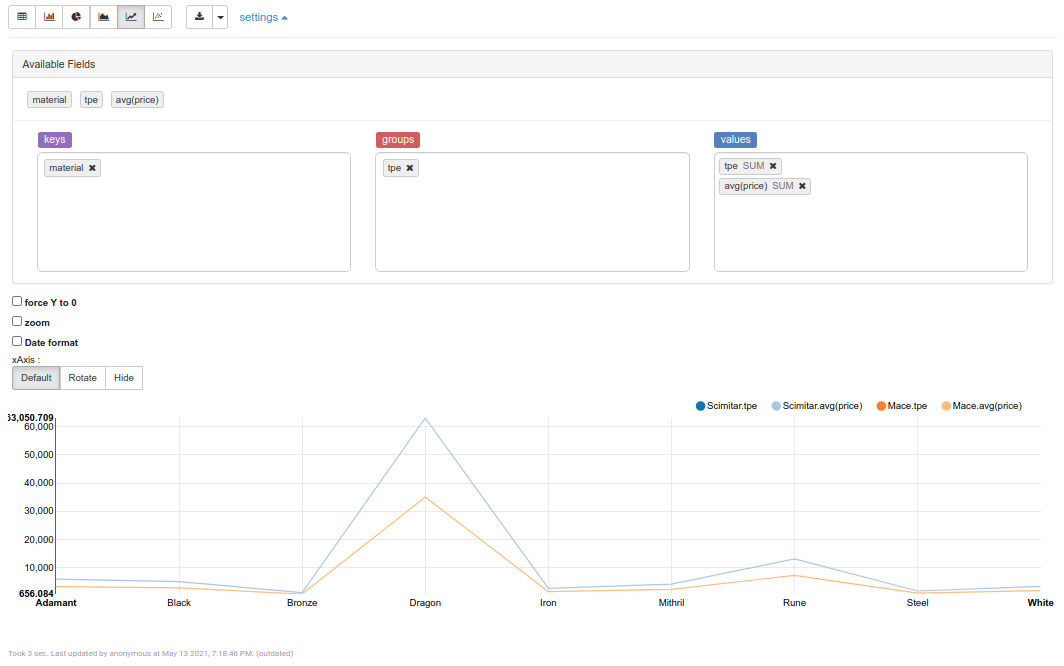 settings
Available Fields
material tpe avg(price)
keys groups values
material ✖ tpe ✖ tpe SUM ✖
avg(price) SUM ✖
force Y to 0
zoom
Date format
xAxis :
Default Rotate Hide
Scimitar.tpe Scimitar.avg(price) Mace.tpe Mace.avg(price)
63,050.709
60,000
50,000
40,000
30,000
20,000
10,000
656.084
Adamant Black Bronze Dragon Iron Mithril Rune Steel White
Took 3 sec. Last updated by anonymous at May 13 2021, 7:18:46 PM. (outdated)